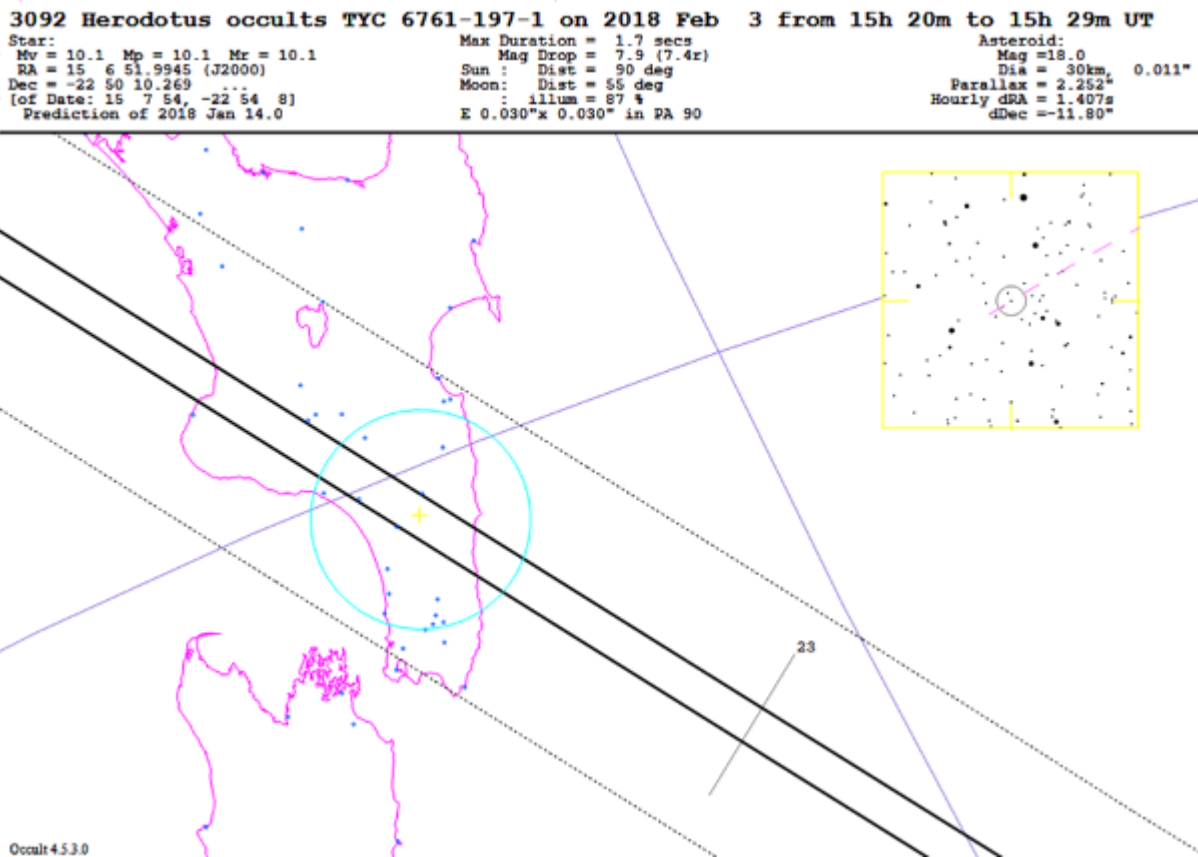 3092 Herodotus occults TYC 6761-197-1 on 2018 Feb 3 from 15h 20m to 15h 29m UT
Star:
Mv = 10.1 Mp = 10.1 Mr = 10.1
RA = 15 6 51.9945 (J2000)
Dec = -22 50 10.269 ....
[of Date: 15 7 54, -22 54 8]
Prediction of 2018 Jan 14.0
Max Duration = 1.7 secs
Mag Drop = 7.9 (7.4r)
Sun : Dist = 90 deg
Moon: Dist = 55 deg
: illum = 87 %
E 0.030"x 0.030" in PA 90
Asteroid:
Mag =18.0
Dia = 30km, 0.011"
Parallax = 2.252"
Hourly dRA = 1.407s
dDec =-11.80"
23
Occult 4.5.3.0